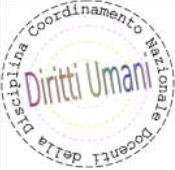 Coordinamento Nazionale Docenti della Disciplina
Diritti Umani